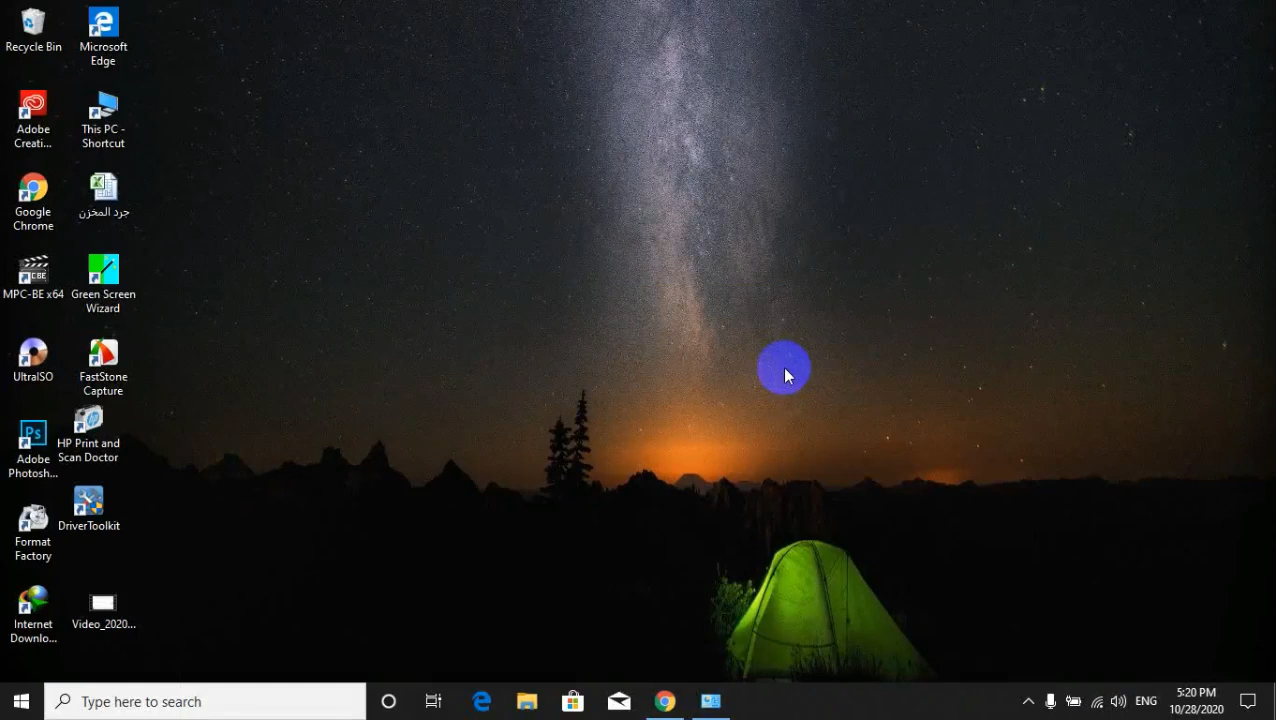 Recycle Bin
Microsoft
Edge
Adobe
Creati...
This PC -
Shortcut
Google
Chrome
جرد المخزن
MPC-BE x64
CBE
Green Screen
Wizard
UltraISO
FastStone
Capture
Ps
Adobe
Photosh...
HP Print and
Scan Doctor
DriverToolkit
Format
Factory
Internet
Downlo...
Video_2020...
Type here to search
ENG
5:20 PM
10/28/2020